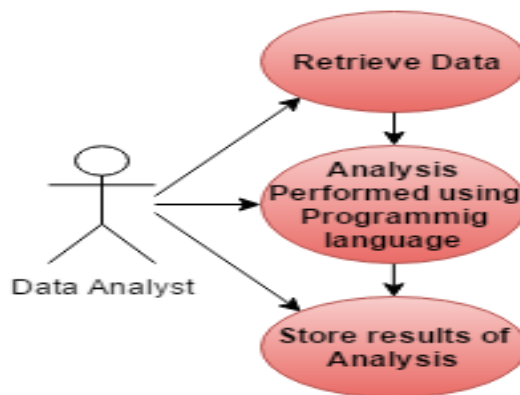 Retrieve Data
Analysis
Performed using
Programmig
language
Data Analyst
Store results of
Analysis